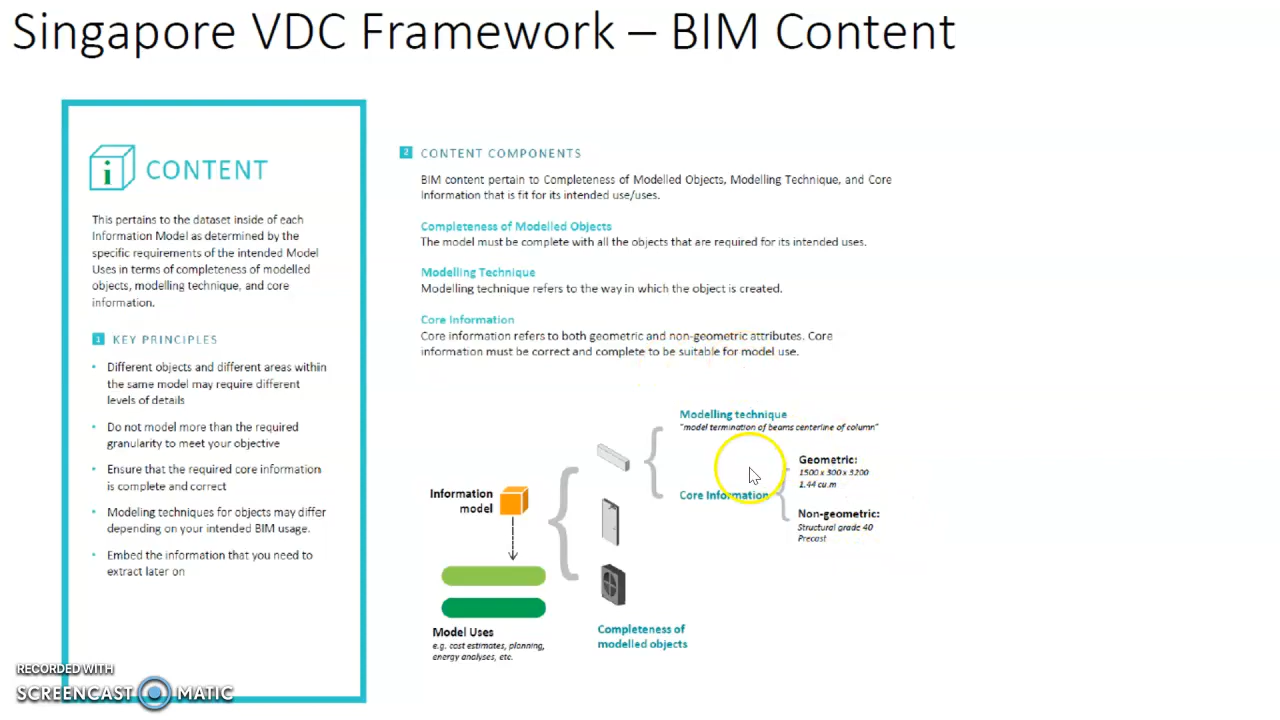 Singapore VDC Framework – BIM Content
i
CONTENT
This pertains to the dataset inside of each
Information Model as determined by the
specific requirements of the intended Model
Uses in terms of completeness of modelled
objects, modelling technique, and core
information.
1 KEY PRINCIPLES
• Different objects and different areas within
the same model may require different
levels of details
• Do not model more than the required
granularity to meet your objective
• Ensure that the required core information
is complete and correct
• Modeling techniques for objects may differ
depending on your intended BIM usage.
• Embed the information that you need to
extract later on
2 CONTENT COMPONENTS
BIM content pertain to Completeness of Modelled Objects, Modelling Technique, and Core
Information that is fit for its intended use/uses.
Completeness of Modelled Objects
The model must be complete with all the objects that are required for its intended uses.
Modelling Technique
Modelling technique refers to the way in which the object is created.
Core Information
Core information refers to both geometric and non-geometric attributes. Core
information must be correct and complete to be suitable for model use.
Information
model
Model Uses
e.g. cost estimates, planning,
energy analyses, etc.
Completeness of
modelled objects
Modelling technique
"model termination of beams centerline of column"
Core Information
Geometric:
1500 x 300 x 3200
1.44 cu.m
Non-geometric:
Structural grade 40
Precast
RECORDED WITH
SCREENCAST MATIC